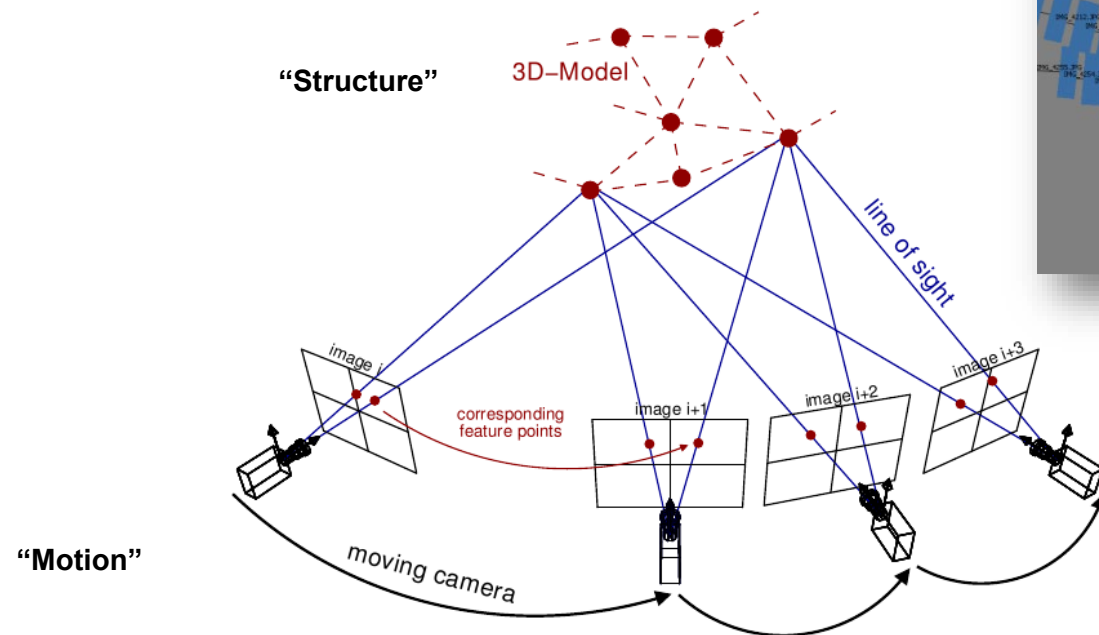 “Structure”
3D–Model
line of sight
image i
image i+1
image i+2
image i+3
corresponding
feature points
“Motion”
moving camera